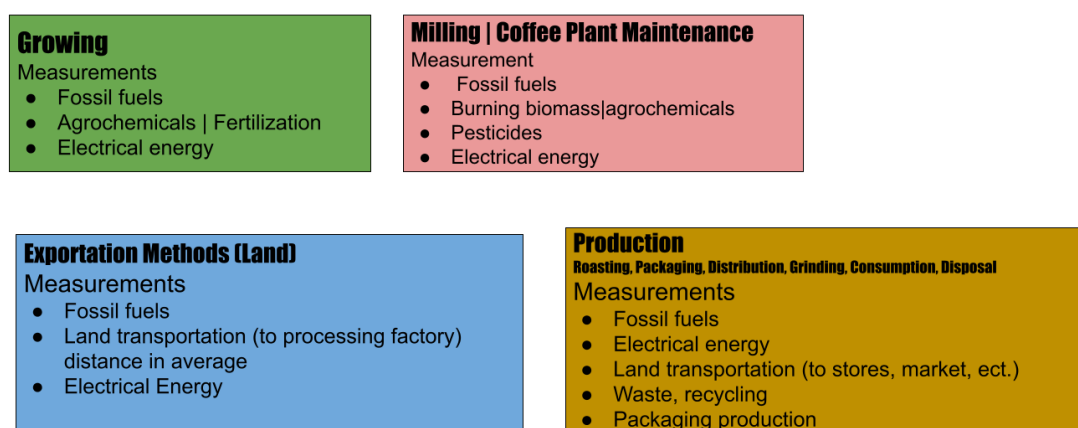 Growing
Measurements
● Fossil fuels
● Agrochemicals | Fertilization
● Electrical energy
Milling | Coffee Plant Maintenance
Measurement
● Fossil fuels
● Burning biomass|agrochemicals
● Pesticides
● Electrical energy
Exportation Methods (Land)
Measurements
● Fossil fuels
● Land transportation (to processing factory)
distance in average
● Electrical Energy
Production
Roasting, Packaging, Distribution, Grinding, Consumption, Disposal
Measurements
● Fossil fuels
● Electrical energy
● Land transportation (to stores, market, ect.)
● Waste, recycling
● Packaging production